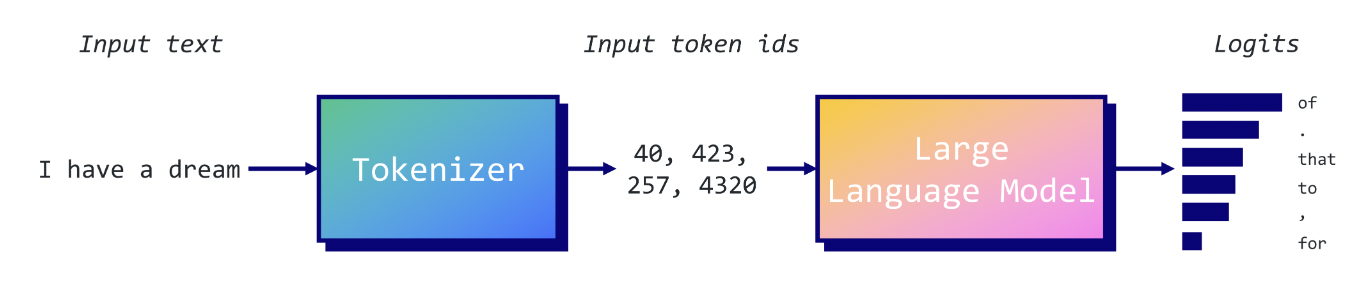 Input text
Input token ids
Logits
I have a dream
Tokenizer
40, 423,
257, 4320
Large
Language Model
of
.
that
to
,
for